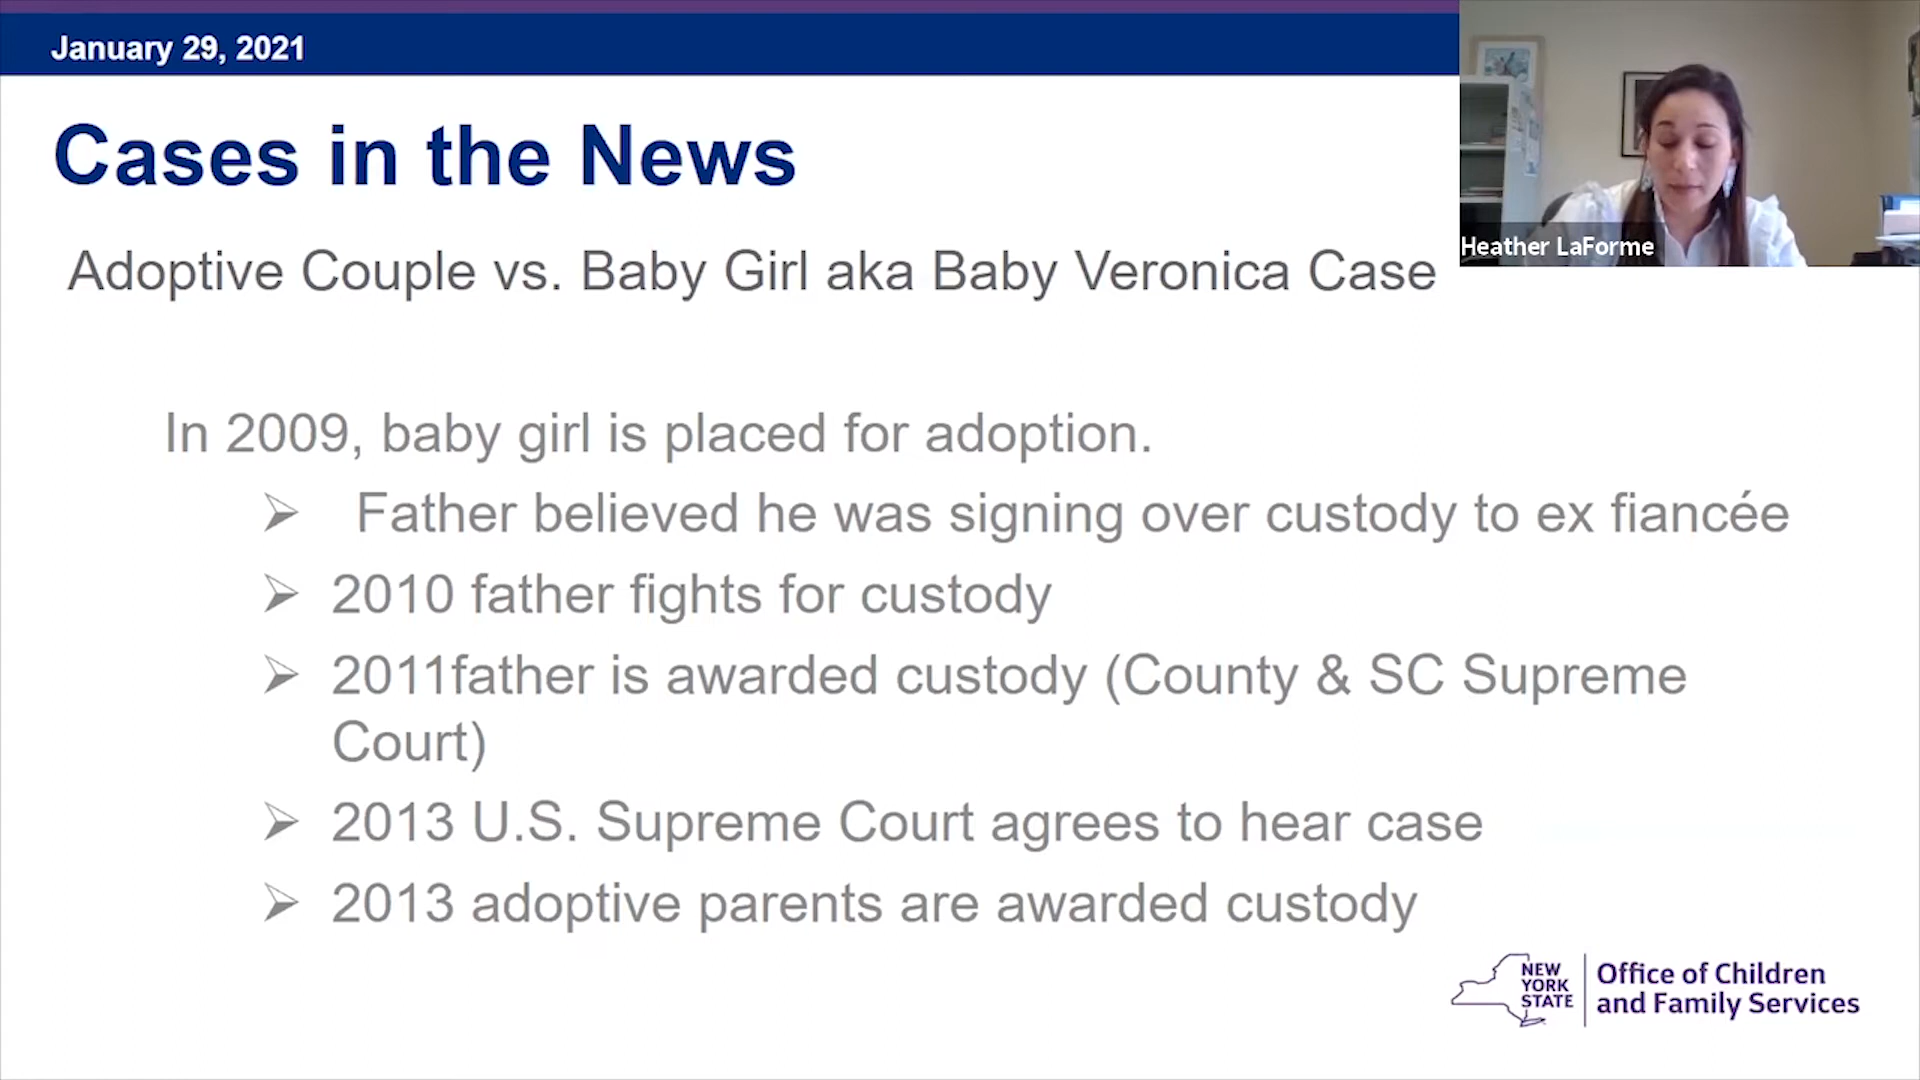 January 29, 2021
Cases in the News
Heather LaForme
Adoptive Couple vs. Baby Girl aka Baby Veronica Case
In 2009, baby girl is placed for adoption.
➢ Father believed he was signing over custody to ex fiancée
➢ 2010 father fights for custody
➢ 2011father is awarded custody (County & SC Supreme
Court)
➢ 2013 U.S. Supreme Court agrees to hear case
➢ 2013 adoptive parents are awarded custody
NEW
YORK
STATE
Office of Children
and Family Services